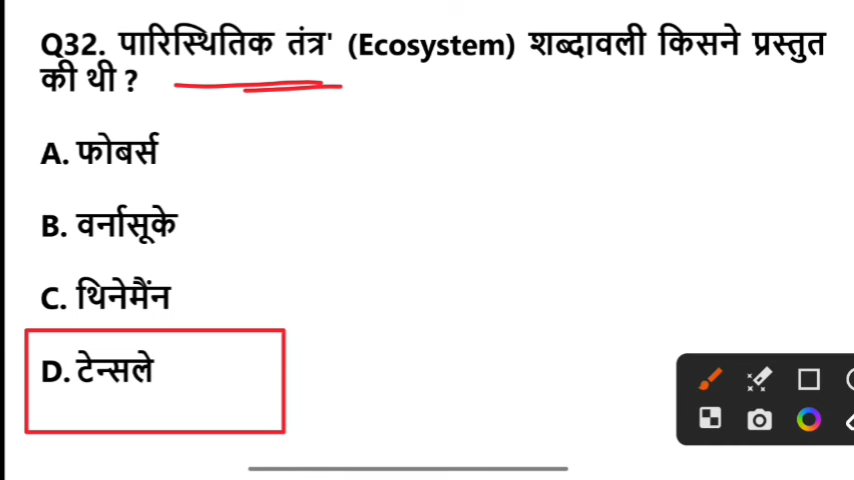 Q32. पारिस्थितिक तंत्र' (Ecosystem) शब्दावली किसने प्रस्तुत
की थी ?
A. फोबर्स
B. वर्नासूके
C. थिनेमैंन
D. टेन्सले